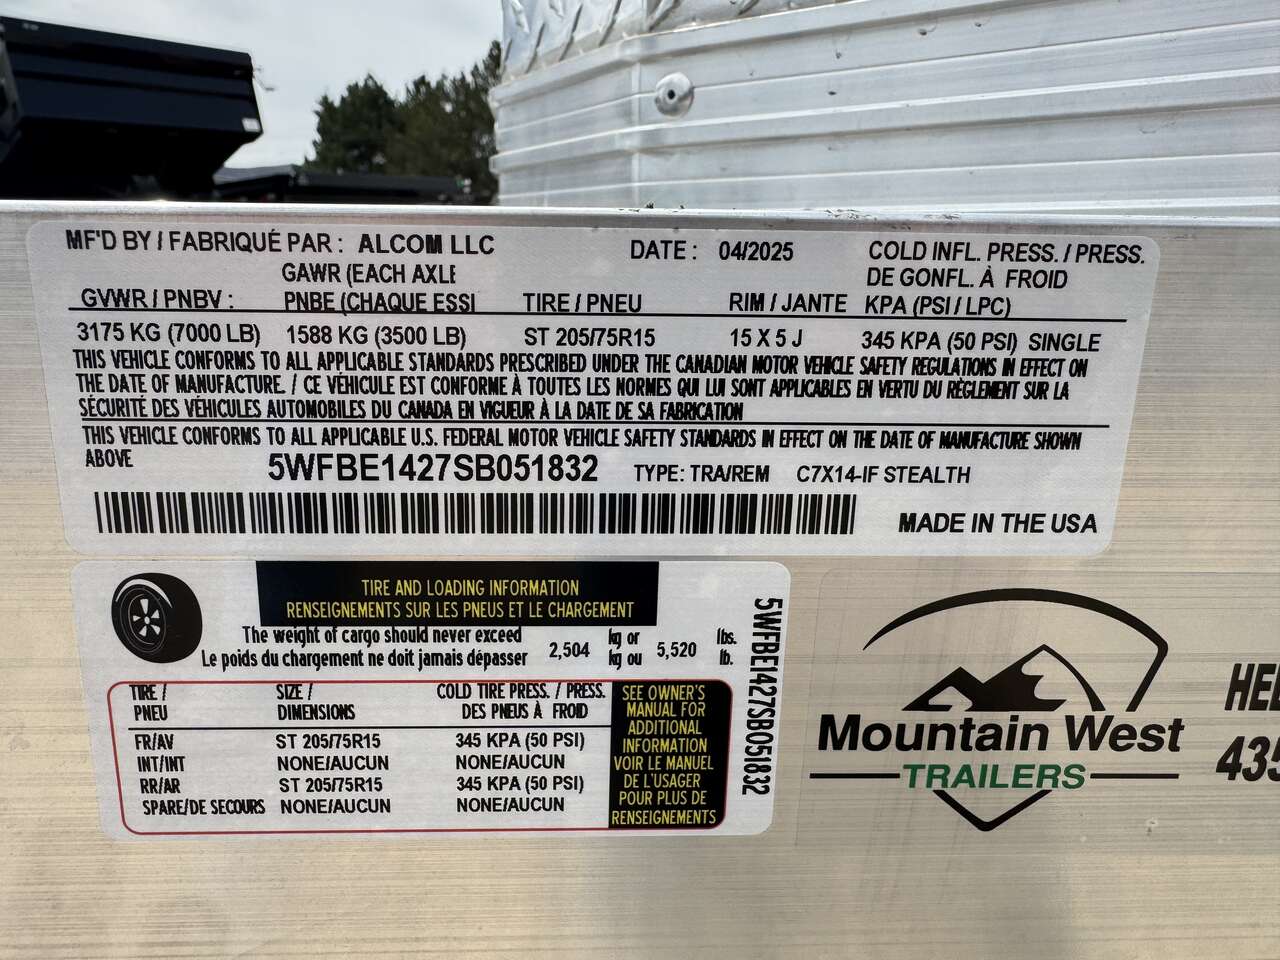 MF'D BY / FABRIQUÉ PAR : ALCOM LLC DATE : 04/2025 COLD INFL. PRESS. / PRESS.
GAWR (EACH AXLE DE GONFL. À FROID
GVWR / PNBV : PNBE (CHAQUE ESSI TIRE / PNEU RIM / JANTE KPA (PSI / LPC)
3175 KG (7000 LB) 1588 KG (3500 LB) ST 205/75R15 15 X 5 J 345 KPA (50 PSI) SINGLE
THIS VEHICLE CONFORMS TO ALL APPLICABLE STANDARDS PRESCRIBED UNDER THE CANADIAN MOTOR VEHICLE SAFETY REGULATIONS IN EFFECT ON
THE DATE OF MANUFACTURE. / CE VÉHICULE EST CONFORME À TOUTES LES NORMES QUI LUI SONT APPLICABLES EN VERTU DU RÈGLEMENT SUR LA
SÉCURITÉ DES VÉHICULES AUTOMOBILES DU CANADA EN VIGUEUR À LA DATE DE SA FABRICATION
THIS VEHICLE CONFORMS TO ALL APPLICABLE U.S. FEDERAL MOTOR VEHICLE SAFETY STANDARDS IN EFFECT ON THE DATE OF MANUFACTURE SHOWN
ABOVE 5WFBE1427SB051832 TYPE: TRA/REM C7X14-IF STEALTH
MADE IN THE USA
TIRE AND LOADING INFORMATION
RENSEIGNEMENTS SUR LES PNEUS ET LE CHARGEMENT
The weight of cargo should never exceed kg or lbs.
Le poids du chargement ne doit jamais dépasser 2,504 kg ou 5,520 lb.
TIRE / SIZE / COLD TIRE PRESS. / PRESS.
PNEU DIMENSIONS DES PNEUS À FROID
FR/AV ST 205/75R15 345 KPA (50 PSI)
INT/INT NONE/AUCUN NONE/AUCUN
RR/AR ST 205/75R15 345 KPA (50 PSI)
SPARE/DE SECOURS NONE/AUCUN NONE/AUCUN
SEE OWNER'S
MANUAL FOR
ADDITIONAL
INFORMATION
VOIR LE MANUEL
DE L'USAGER
POUR PLUS DE
RENSEIGNEMENTS
5WFBE1427SB051832
Mountain West
TRAILERS
435